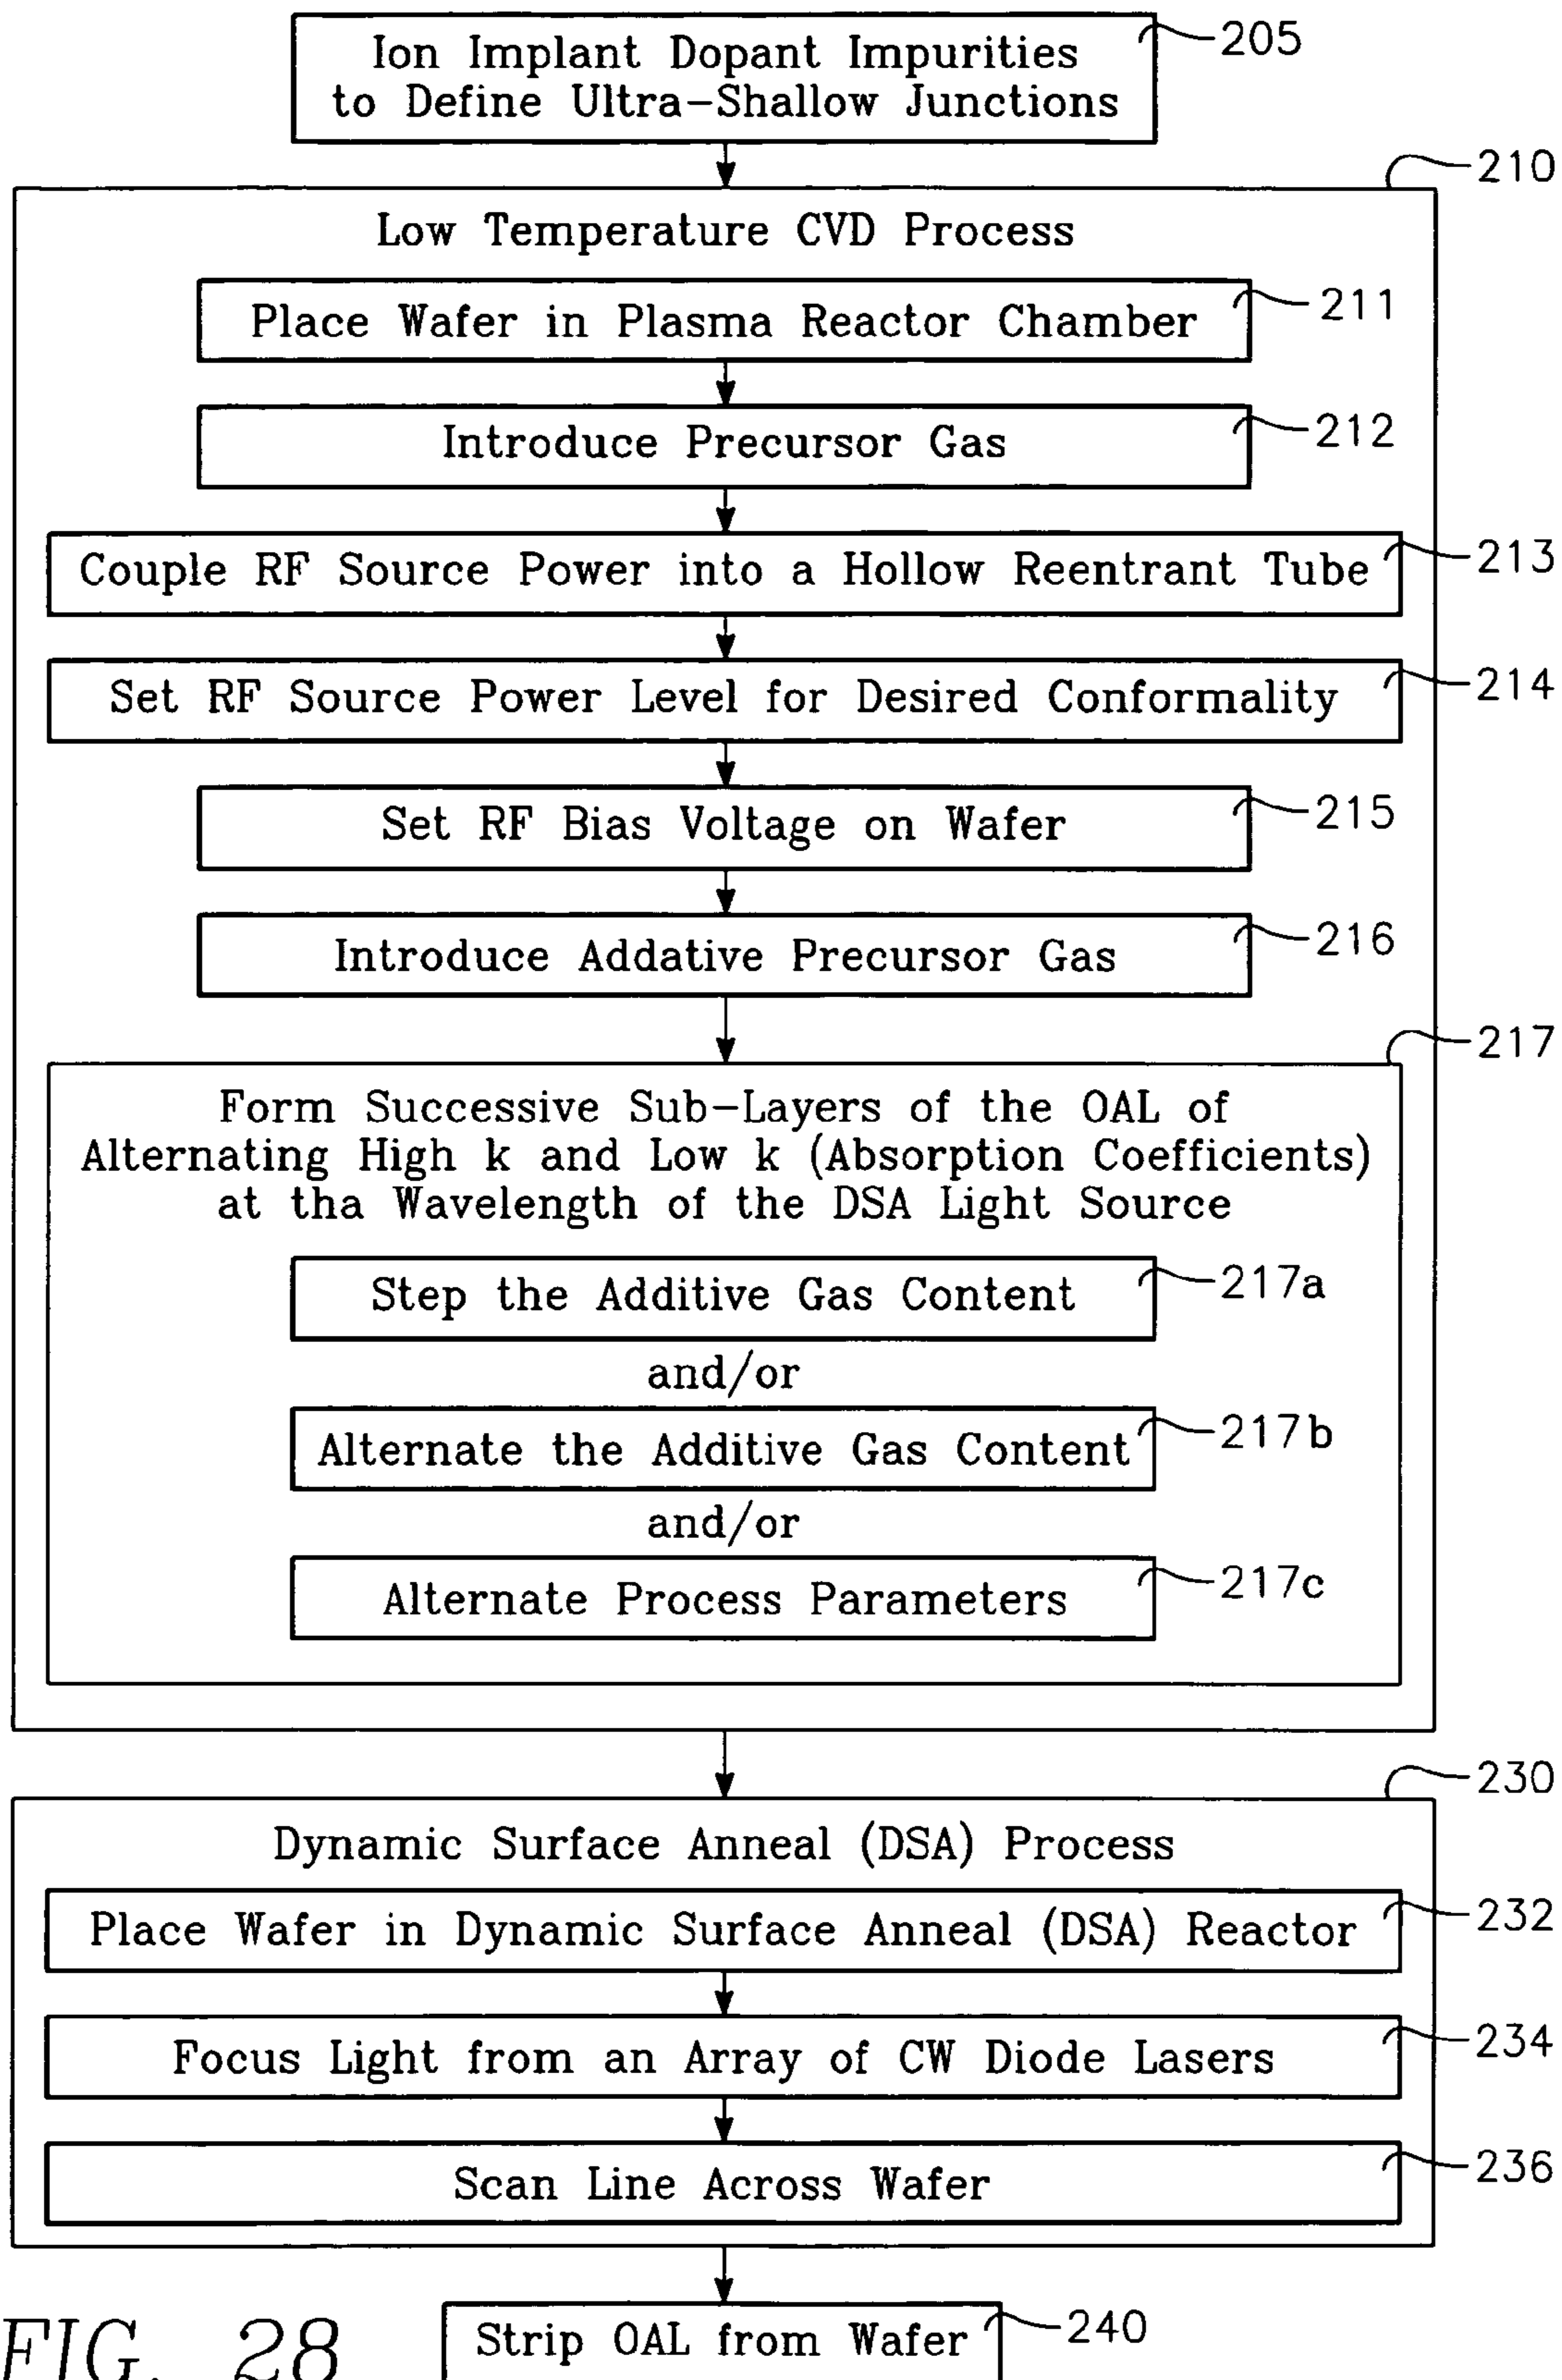 Ion Implant Dopant Impurities
to Define Ultra-Shallow Junctions
205
210
Low Temperature CVD Process
Place Wafer in Plasma Reactor Chamber
211
Introduce Precursor Gas
212
Couple RF Source Power into a Hollow Reentrant Tube
213
Set RF Source Power Level for Desired Conformality
214
Set RF Bias Voltage on Wafer
215
Introduce Addative Precursor Gas
216
217
Form Successive Sub-Layers of the OAL of
Alternating High k and Low k (Absorption Coefficients)
at tha Wavelength of the DSA Light Source
Step the Additive Gas Content
217a
and/or
Alternate the Additive Gas Content
217b
and/or
Alternate Process Parameters
217c
230
Dynamic Surface Anneal (DSA) Process
Place Wafer in Dynamic Surface Anneal (DSA) Reactor
232
Focus Light from an Array of CW Diode Lasers
234
Scan Line Across Wafer
236
Strip OAL from Wafer
240
FIG. 28